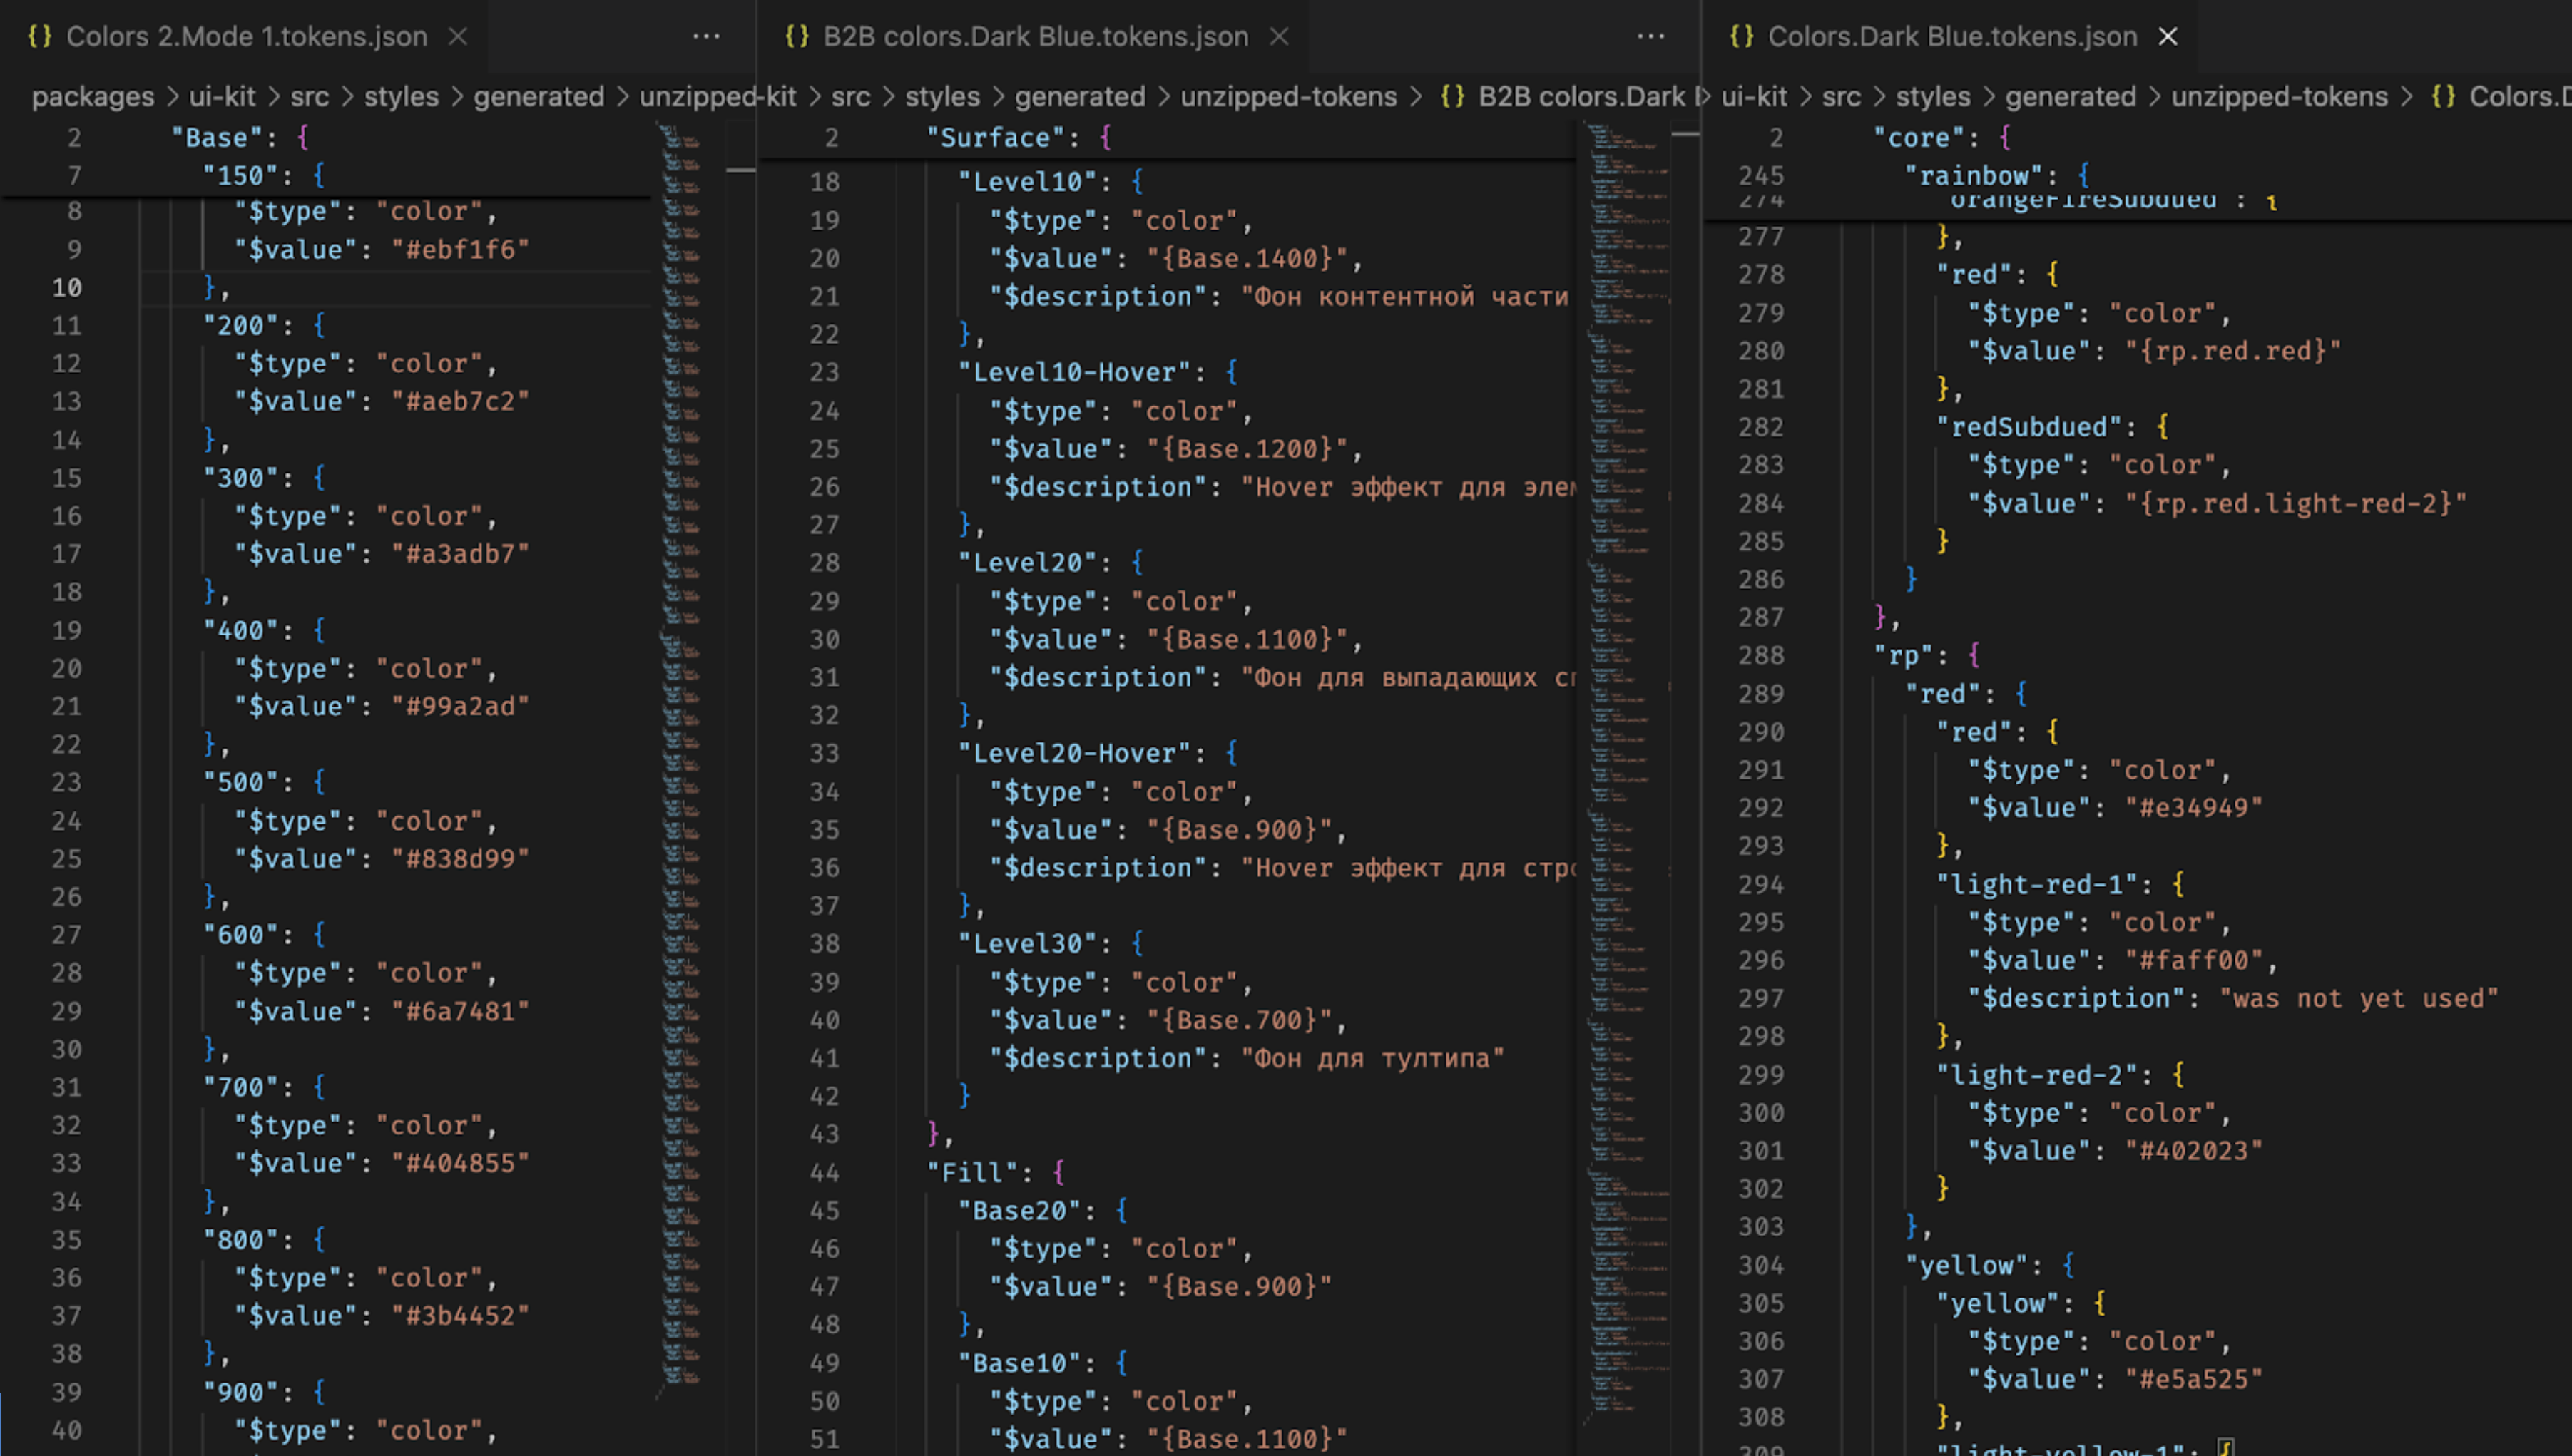 {} Colors 2.Mode 1.tokens.json × ...
packages > ui-kit > src > styles > generated > unzipped
2 "Base": {
7 "150": {
8 "$type": "color",
9 "$value": "#ebf1f6"
10 },
11 "200": {
12 "$type": "color",
13 "$value": "#aeb7c2"
14 },
15 "300": {
16 "$type": "color",
17 "$value": "#a3adb7"
18 },
19 "400": {
20 "$type": "color",
21 "$value": "#99a2ad"
22 },
23 "500": {
24 "$type": "color",
25 "$value": "#838d99"
26 },
27 "600": {
28 "$type": "color",
29 "$value": "#6a7481"
30 },
31 "700": {
32 "$type": "color",
33 "$value": "#404855"
34 },
35 "800": {
36 "$type": "color",
37 "$value": "#3b4452"
38 },
39 "900": {
40 "$type": "color",
{} B2B colors.Dark Blue.tokens.json × ...
-kit > src > styles > generated > unzipped-tokens > {} B2B colors.Dark
2 "Surface": {
18 "Level10": {
19 "$type": "color",
20 "$value": "{Base.1400}",
21 "$description": "Фон контентной части
22 },
23 "Level10-Hover": {
24 "$type": "color",
25 "$value": "{Base.1200}",
26 "$description": "Hover эффект для
27 },
28 "Level20": {
29 "$type": "color",
30 "$value": "{Base.1100}",
31 "$description": "Фон для выпадающих
32 },
33 "Level20-Hover": {
34 "$type": "color",
35 "$value": "{Base.900}",
36 "$description": "Hover эффект для
37 },
38 "Level30": {
39 "$type": "color",
40 "$value": "{Base.700}",
41 "$description": "Фон для тултипа"
42 }
43 },
44 "Fill": {
45 "Base20": {
46 "$type": "color",
47 "$value": "{Base.900}"
48 },
49 "Base10": {
50 "$type": "color",
51 "$value": "{Base.1100}"
{} Colors.Dark Blue.tokens.json ×
> ui-kit > src > styles > generated > unzipped-tokens > {} Colors.
2 "core": {
245 "rainbow": {
274 "orangeFireSubdued": {
277 },
278 "red": {
279 "$type": "color",
280 "$value": "{rp.red.red}"
281 },
282 "redSubdued": {
283 "$type": "color",
284 "$value": "{rp.red.light-red-2}"
285 }
286 }
287 },
288 "rp": {
289 "red": {
290 "red": {
291 "$type": "color",
292 "$value": "#e34949"
293 },
294 "light-red-1": {
295 "$type": "color",
296 "$value": "#faff00",
297 "$description": "was not yet used"
298 },
299 "light-red-2": {
300 "$type": "color",
301 "$value": "#402023"
302 }
303 },
304 "yellow": {
305 "yellow": {
306 "$type": "color",
307 "$value": "#e5a525"
308 },
309 "light-yellow-1": {